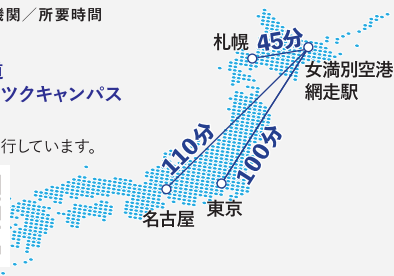 機関／所要時間
札幌
45分
女満別空港
網走駅
ツクキャンパス
行しています。
110分
100分
名古屋
東京